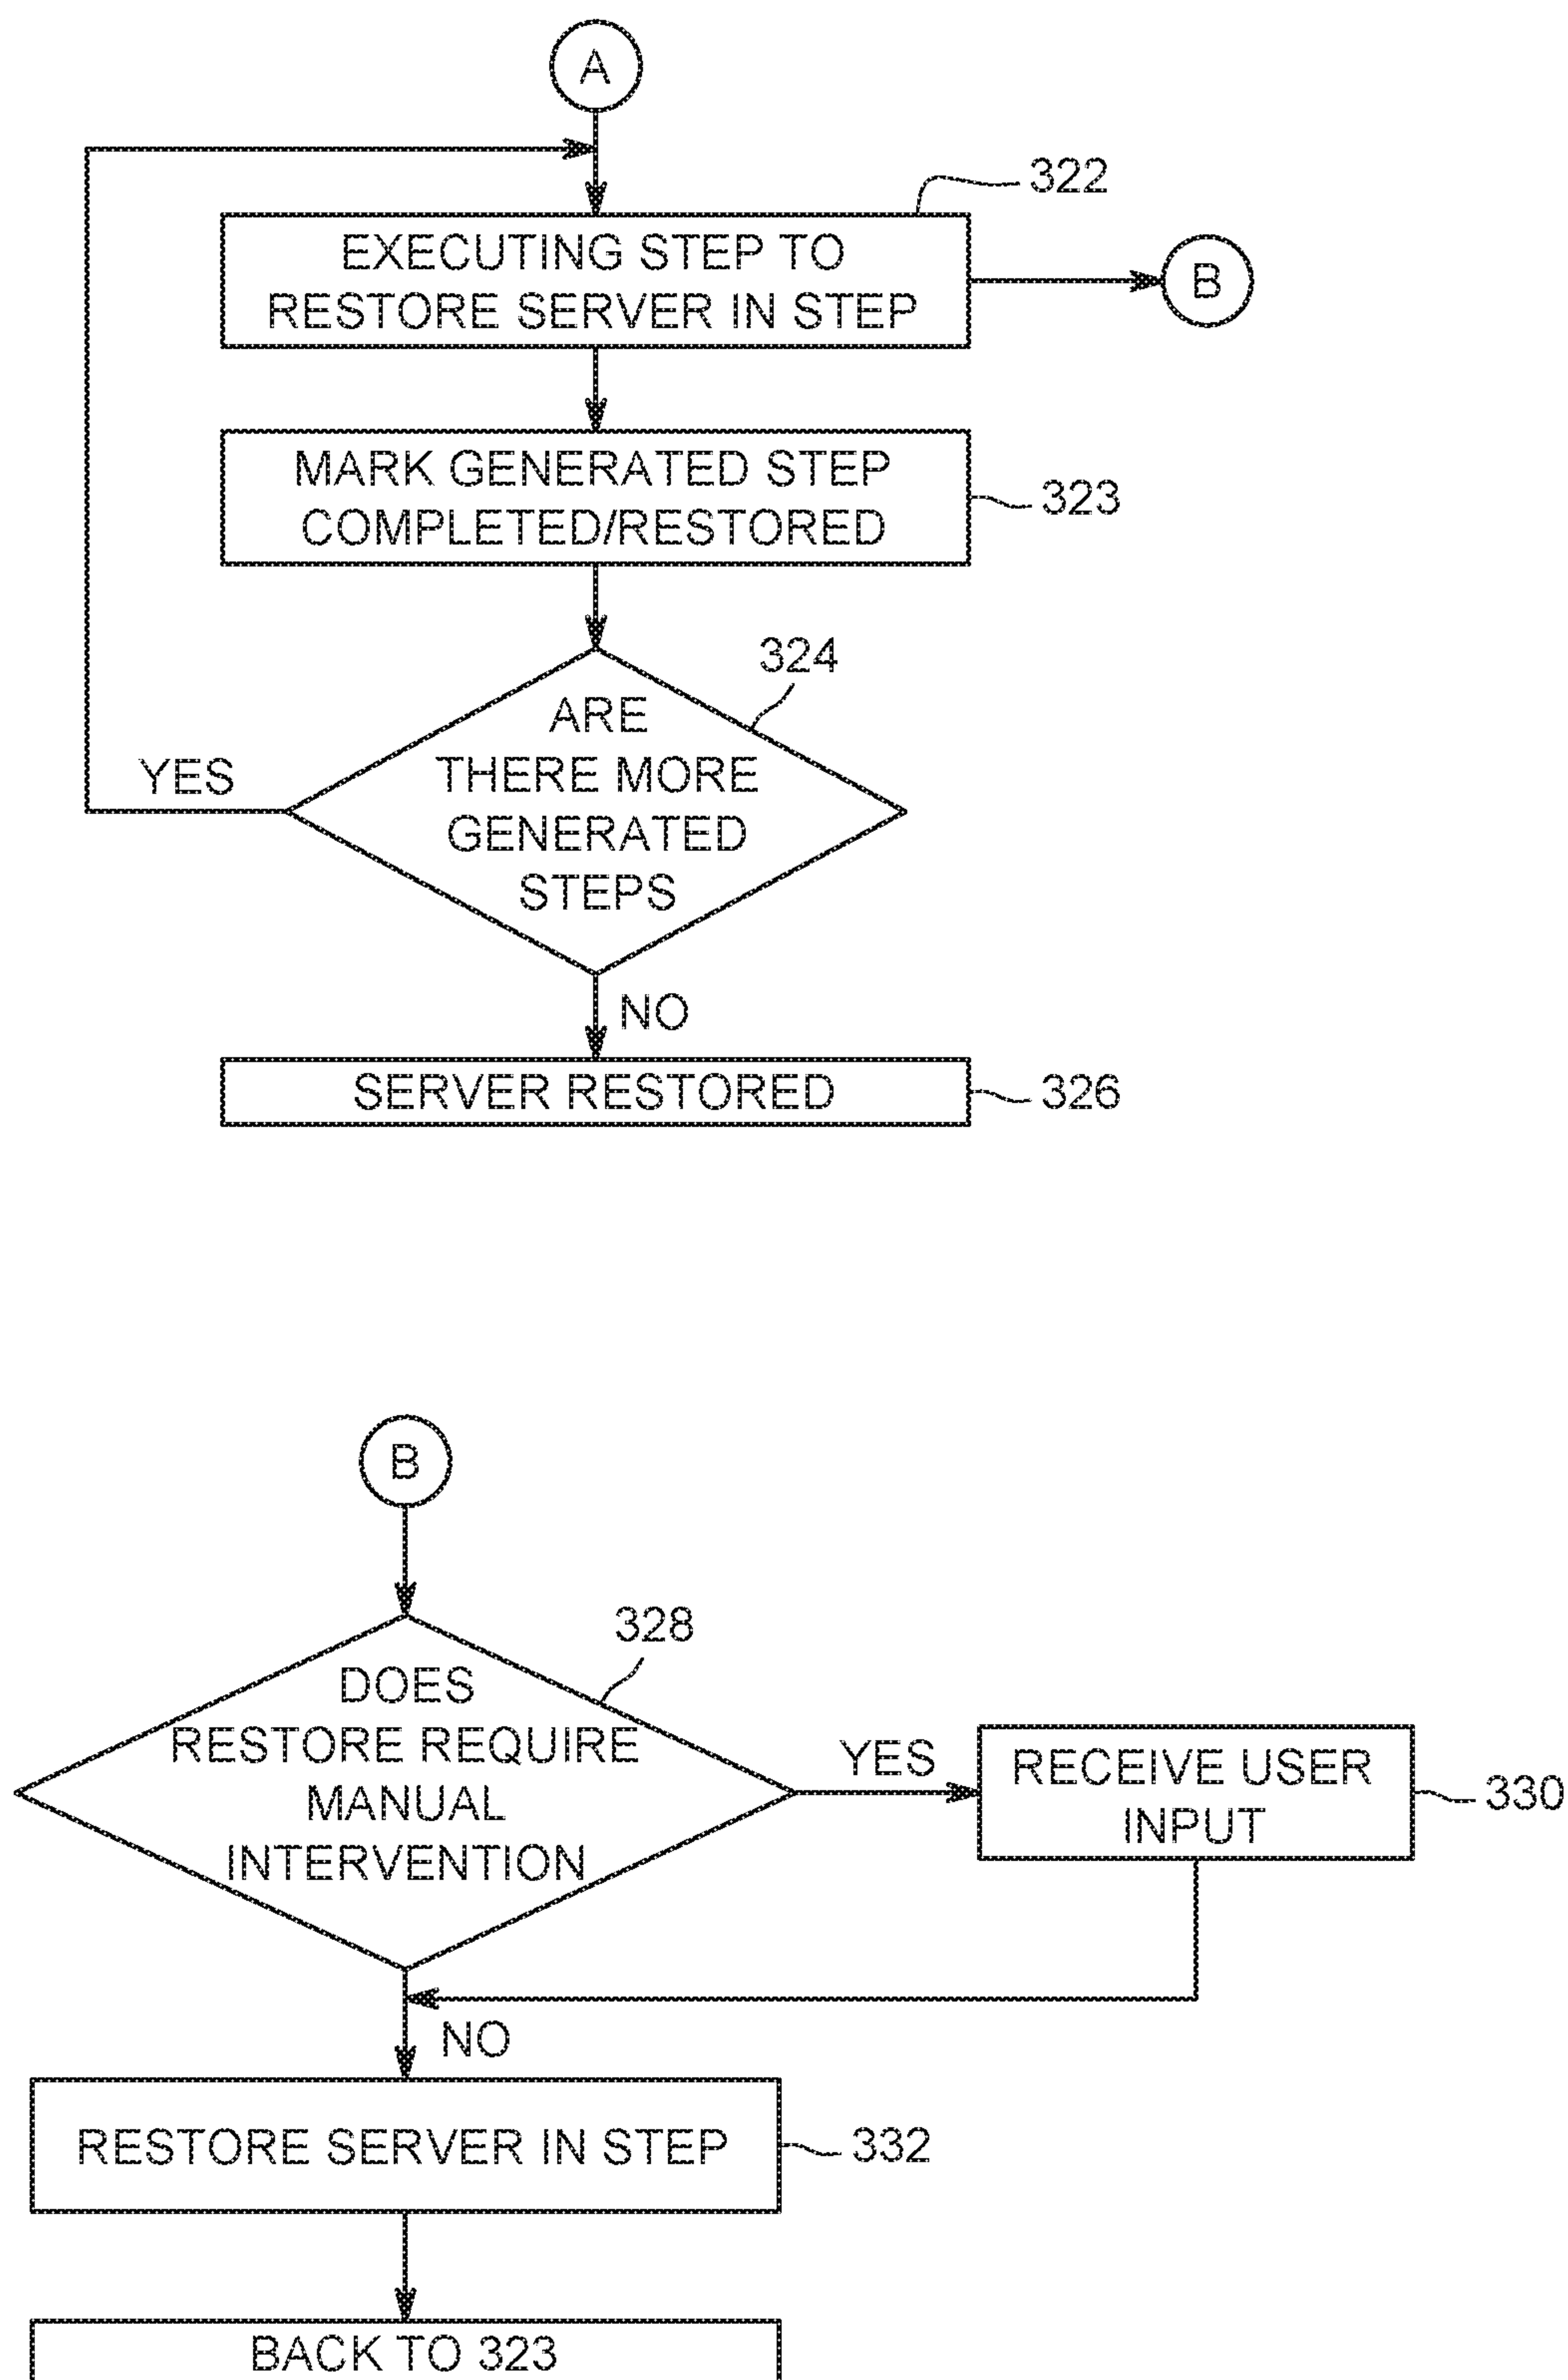 A
322
EXECUTING STEP TO
RESTORE SERVER IN STEP
B
MARK GENERATED STEP
COMPLETED/RESTORED
323
324
ARE
THERE MORE
GENERATED
STEPS
YES
NO
SERVER RESTORED
326
B
328
DOES
RESTORE REQUIRE
MANUAL
INTERVENTION
YES
RECEIVE USER
INPUT
330
NO
RESTORE SERVER IN STEP
332
BACK TO 323